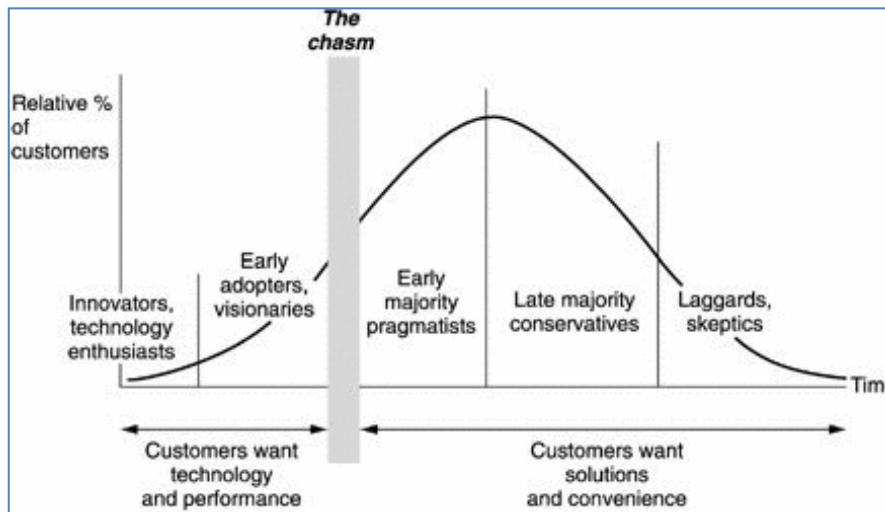 The
chasm
Relative %
of
customers
Early
adopters,
visionaries
Innovators,
technology
enthusiasts
Early
majority
pragmatists
Late majority
conservatives
Laggards,
skeptics
Tim
Customers want
technology
and performance
Customers want
solutions
and convenience